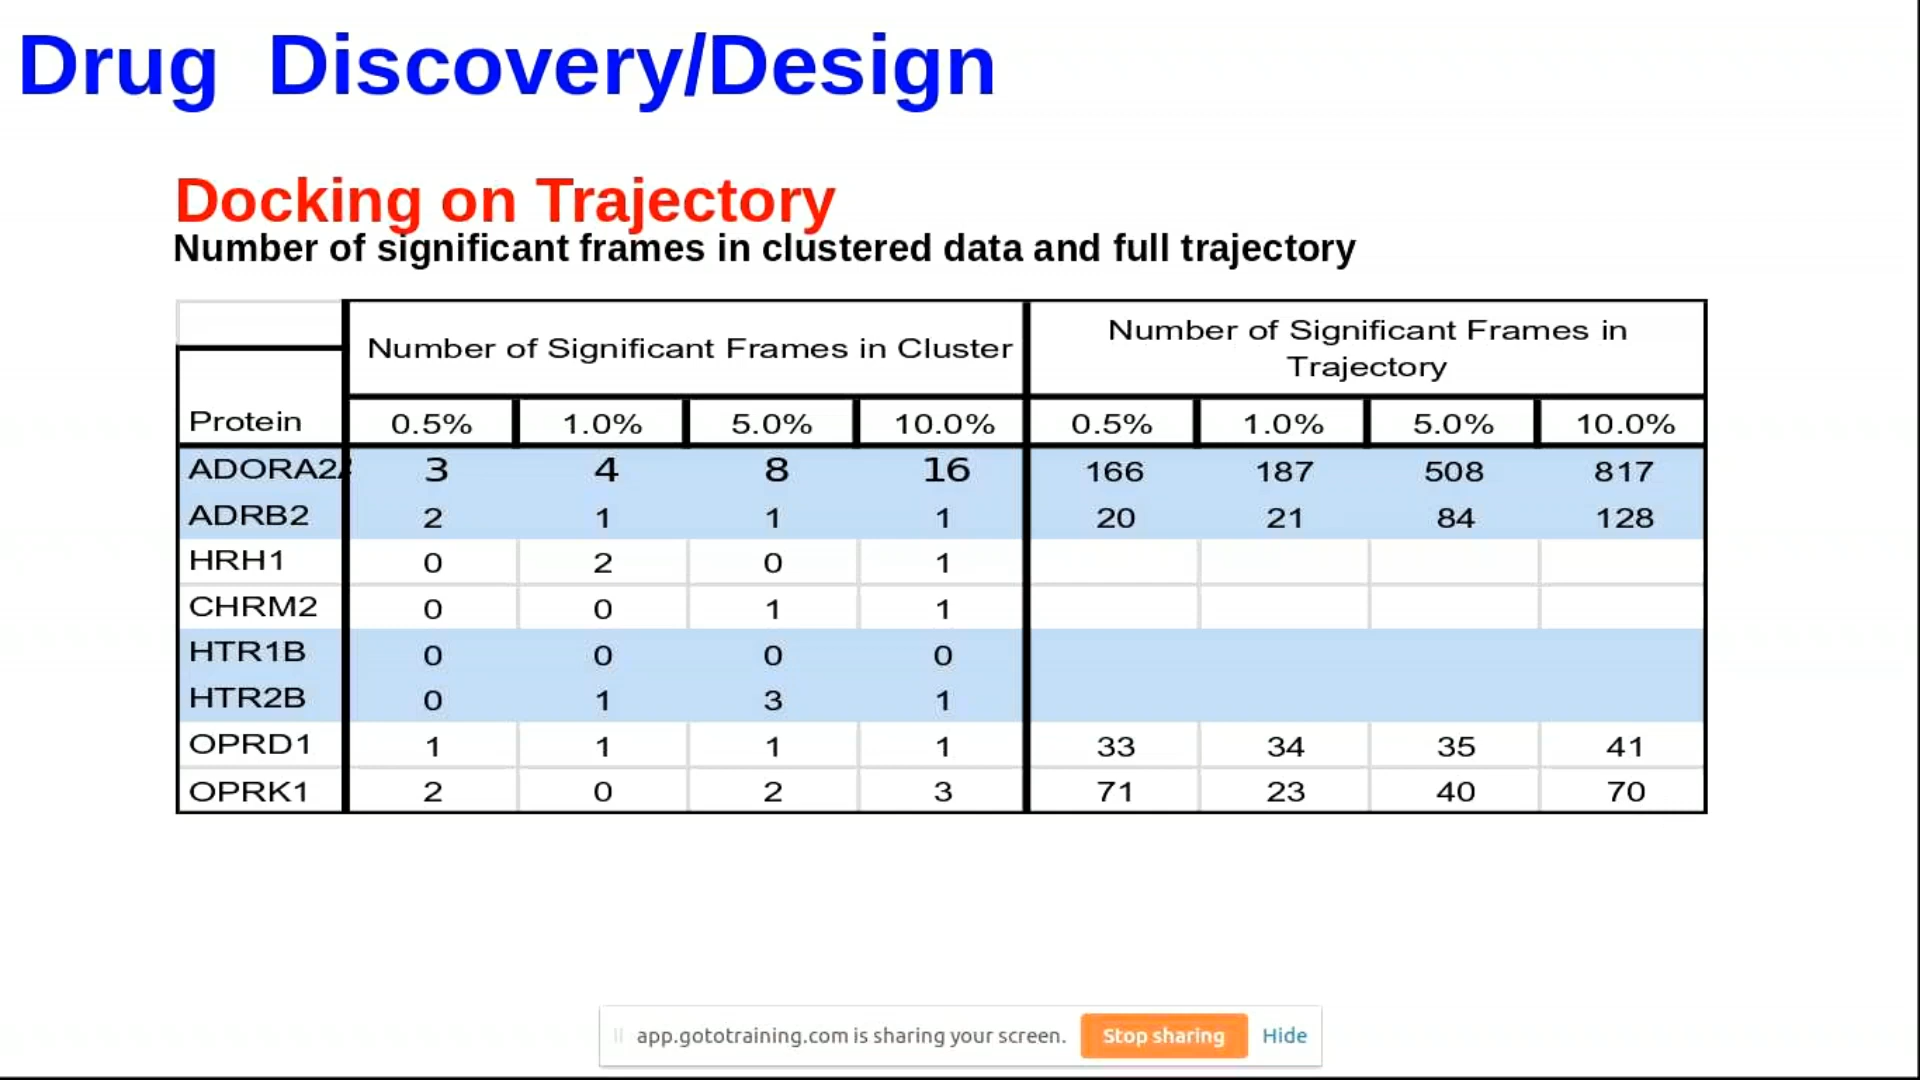 Drug Discovery/Design
Docking on Trajectory
Number of significant frames in clustered data and full trajectory
Number of Significant Frames in Cluster
Number of Significant Frames in
Trajectory
Protein 0.5% 1.0% 5.0% 10.0% 0.5% 1.0% 5.0% 10.0%
ADORA2 3 4 8 16 166 187 508 817
ADRB2 2 1 1 1 20 21 84 128
HRH1 0 2 0 1
CHRM2 0 0 1 1
HTR1B 0 0 0 0
HTR2B 0 1 3 1
OPRD1 1 1 1 1 33 34 35 41
OPRK1 2 0 2 3 71 23 40 70
app.gototraining.com is sharing your screen. Stop sharing Hide